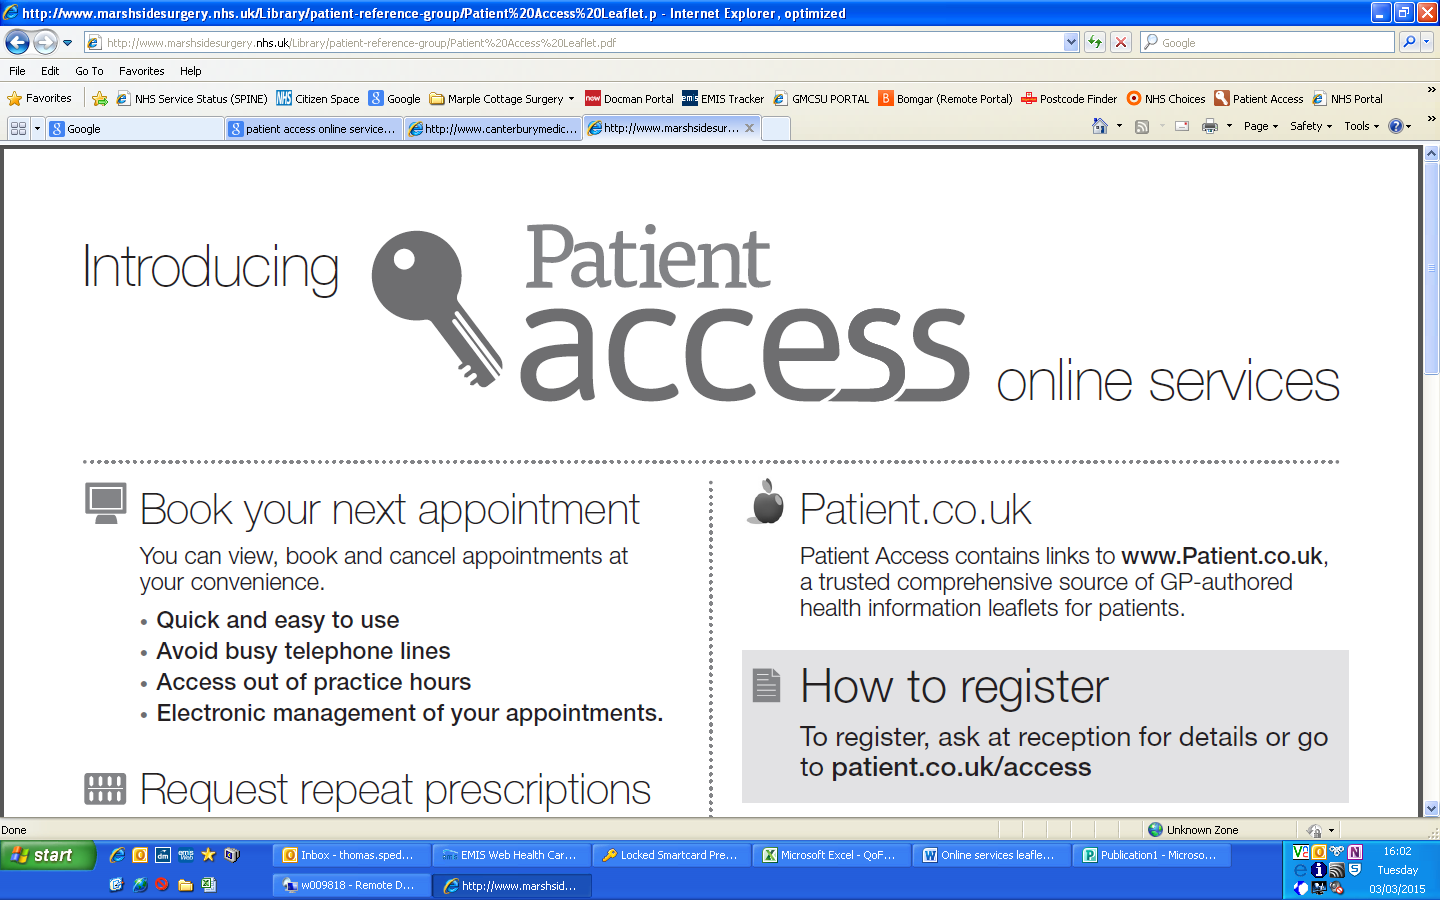 http://www.marshsidesurgery.nhs.uk/Library/patient-reference-group/Patient%20Access%20Leaflet.p - Internet Explorer, optimized
http://www.marshsidesurgery.nhs.uk/Library/patient-reference-group/Patient%20Access%20Leaflet.pdf
Google
File Edit Go To Favorites Help
Favorites NHS Service Status (SPINE) Citizen Space Google Marple Cottage Surgery Docman Portal EMIS Tracker GMCSU PORTAL Bomgar (Remote Portal) Postcode Finder NHS Choices Patient Access NHS Portal
Google patient access online service... http://www.canterburymedic... http://www.marshsidesur... Page Safety Tools
Introducing
Patient
access
online services
Book your next appointment
You can view, book and cancel appointments at
your convenience.
• Quick and easy to use
• Avoid busy telephone lines
• Access out of practice hours
• Electronic management of your appointments.
Request repeat prescriptions
Patient.co.uk
Patient Access contains links to www.Patient.co.uk,
a trusted comprehensive source of GP-authored
health information leaflets for patients.
How to register
To register, ask at reception for details or go
to patient.co.uk/access
Done Unknown Zone
start Inbox - thomas.sped... EMIS Web Health Car... Locked Smartcard Pre... Microsoft Excel - QoF... Online services leafle... Publication1 - Microso... 16:02
Tuesday
w009818 - Remote D... http://www.marshsid... 03/03/2015